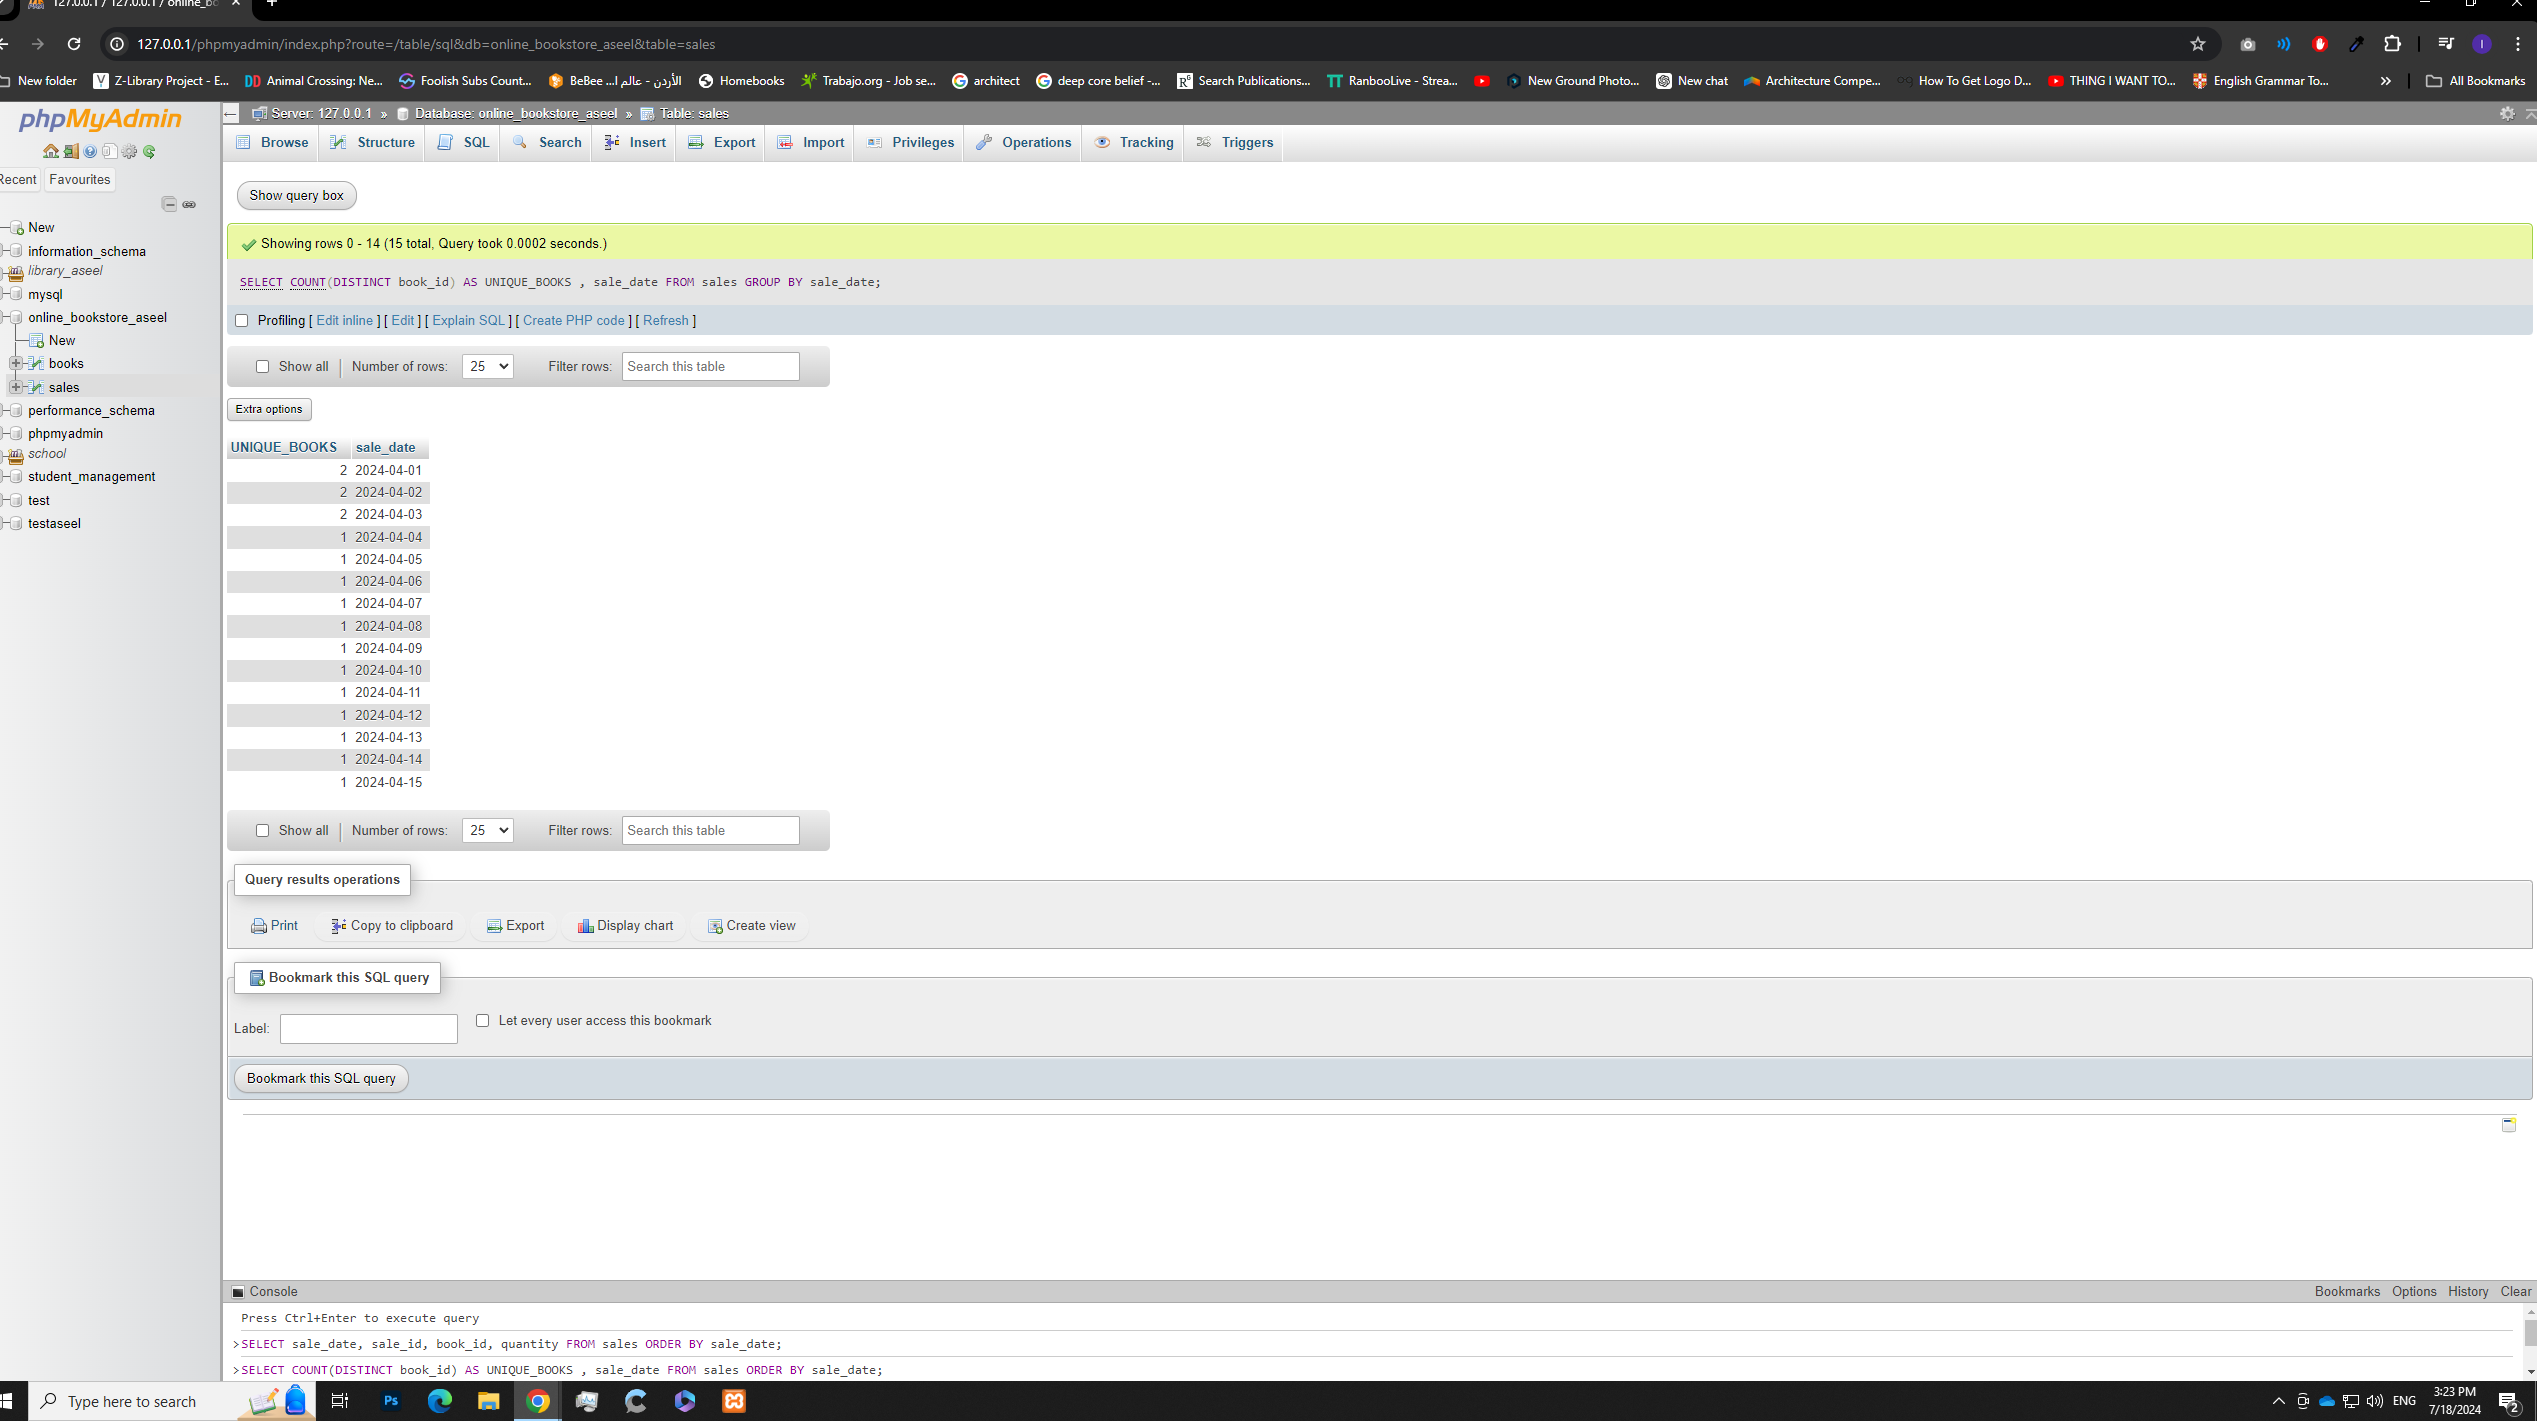 127.0.0.1 / 127.0.0.1 / online_bo
127.0.0.1/phpmyadmin/index.php?route=/table/sql&db=online_bookstore_aseel&table=sales
New folder
Z-Library Project - E...
Animal Crossing: Ne...
Foolish Subs Count...
BeBee الأردن - عالم ا...
Homebooks
Trabajo.org - Job se...
architect
deep core belief -...
Search Publications...
RanbooLive - Strea...
New Ground Photo...
New chat
Architecture Compe...
How To Get Logo D...
THING I WANT TO...
English Grammar To...
All Bookmarks
phpMyAdmin
Recent Favourites
New
information_schema
library_aseel
mysql
online_bookstore_aseel
New
books
sales
performance_schema
phpmyadmin
school
student_management
test
testaseel
Server: 127.0.0.1 » Database: online_bookstore_aseel » Table: sales
Browse Structure SQL Search Insert Export Import Privileges Operations Tracking Triggers
Show query box
Showing rows 0 - 14 (15 total, Query took 0.0002 seconds.)
SELECT COUNT(DISTINCT book_id) AS UNIQUE_BOOKS , sale_date FROM sales GROUP BY sale_date;
Profiling [ Edit inline ] [ Edit ] [ Explain SQL ] [ Create PHP code ] [ Refresh ]
Show all | Number of rows: 25 Filter rows: Search this table
Extra options
UNIQUE_BOOKS sale_date
2 2024-04-01
2 2024-04-02
2 2024-04-03
1 2024-04-04
1 2024-04-05
1 2024-04-06
1 2024-04-07
1 2024-04-08
1 2024-04-09
1 2024-04-10
1 2024-04-11
1 2024-04-12
1 2024-04-13
1 2024-04-14
1 2024-04-15
Show all | Number of rows: 25 Filter rows: Search this table
Query results operations
Print Copy to clipboard Export Display chart Create view
Bookmark this SQL query
Label: Let every user access this bookmark
Bookmark this SQL query
Console Bookmarks Options History Clear
Press Ctrl+Enter to execute query
>SELECT sale_date, sale_id, book_id, quantity FROM sales ORDER BY sale_date;
>SELECT COUNT(DISTINCT book_id) AS UNIQUE_BOOKS , sale_date FROM sales ORDER BY sale_date;
Type here to search
Ps
ENG
3:23 PM
7/18/2024
2